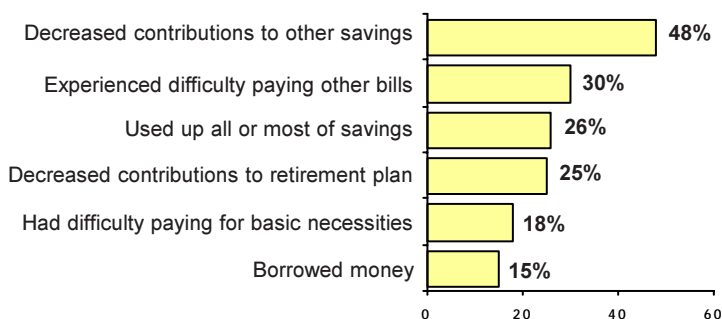 Decreased contributions to other savings 48%
Experienced difficulty paying other bills 30%
Used up all or most of savings 26%
Decreased contributions to retirement plan 25%
Had difficulty paying for basic necessities 18%
Borrowed money 15%
0 20 40 60